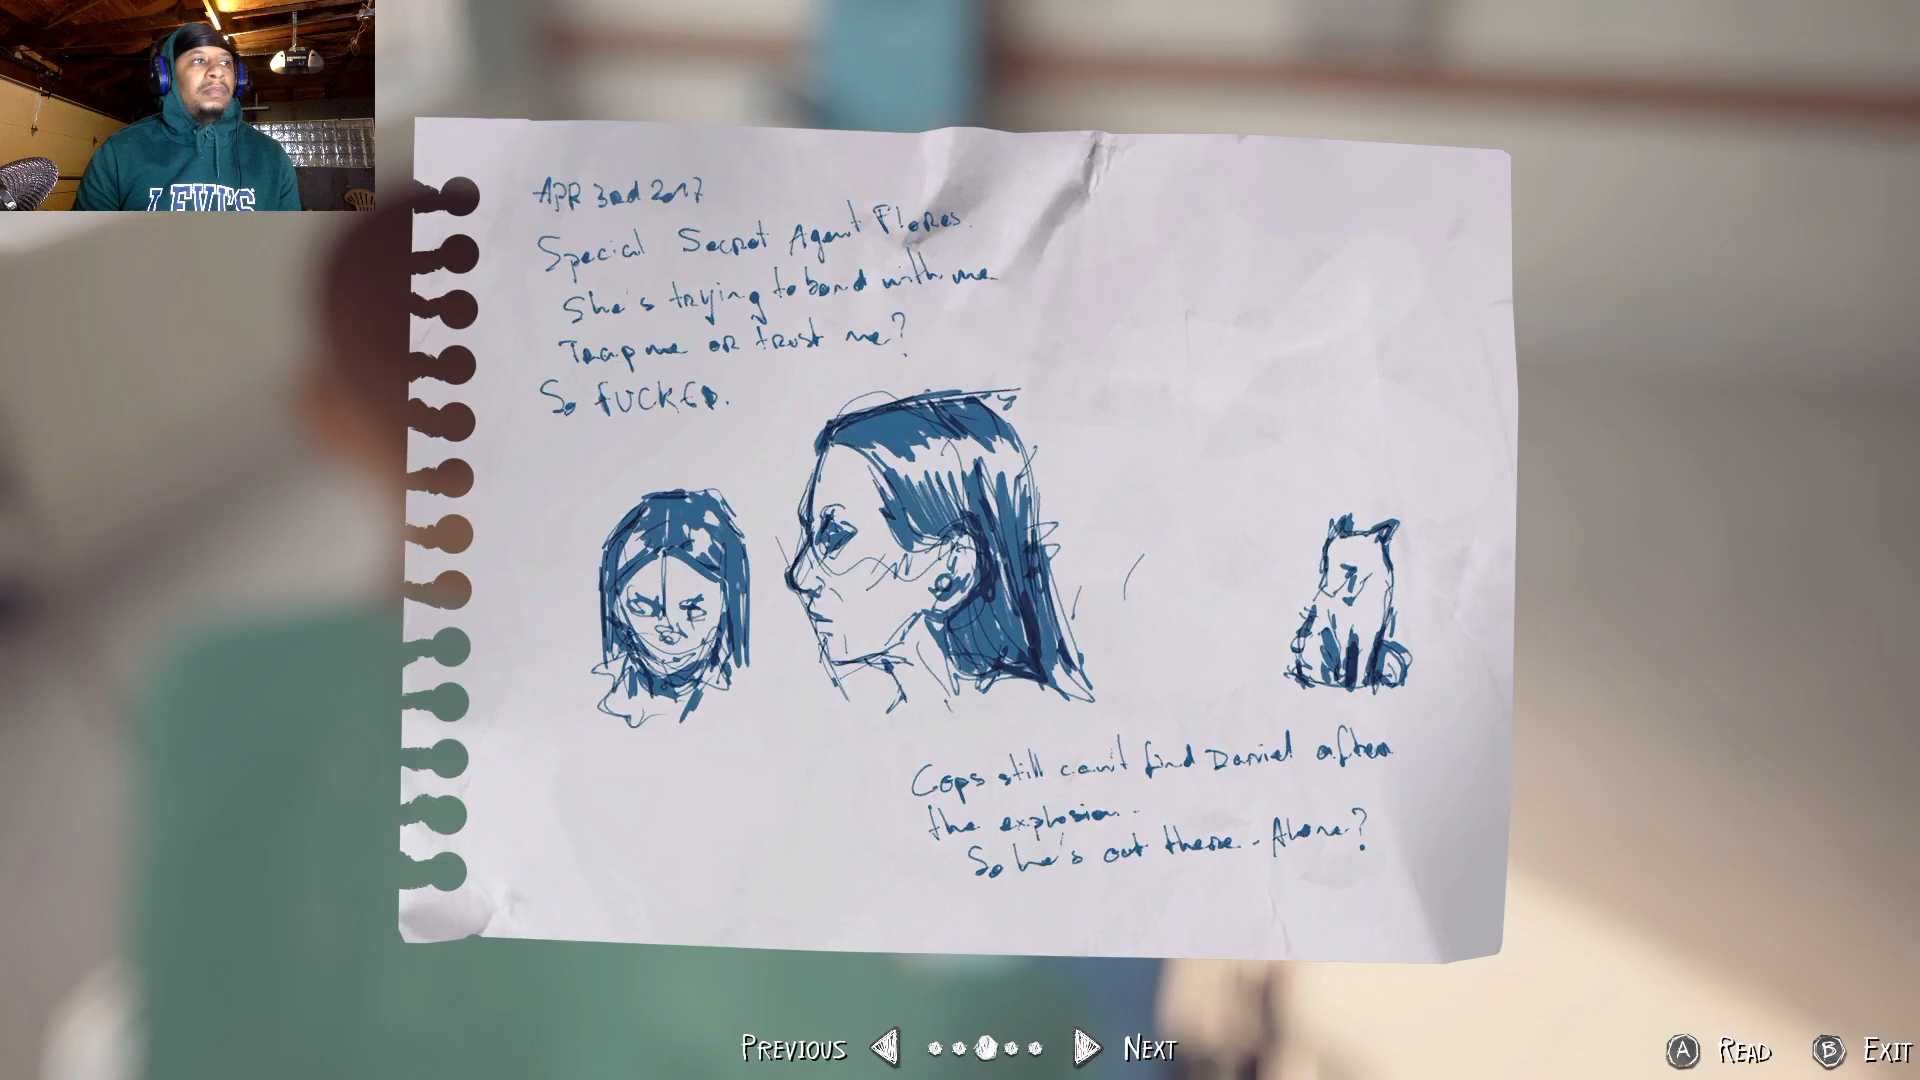 LEVI'S
APR 3rd 2017
Special Secret Agent Flores.
She's trying to bond with me
Trap me or trust me?
So fUCKED.
Cops still can't find Daniel after
the explosion.
So he's out there. Alone?
PREVIOUS NEXT
A READ B EXIT